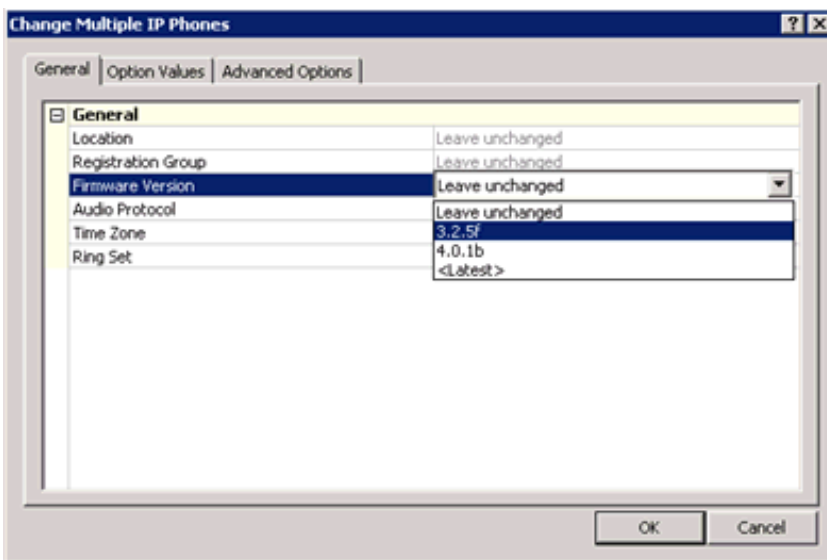 Change Multiple IP Phones
General Option Values Advanced Options
General
Location Leave unchanged
Registration Group Leave unchanged
Firmware Version Leave unchanged
Audio Protocol Leave unchanged
Time Zone 3.2.5f
4.0.1b
Ring Set <Latest>
OK Cancel